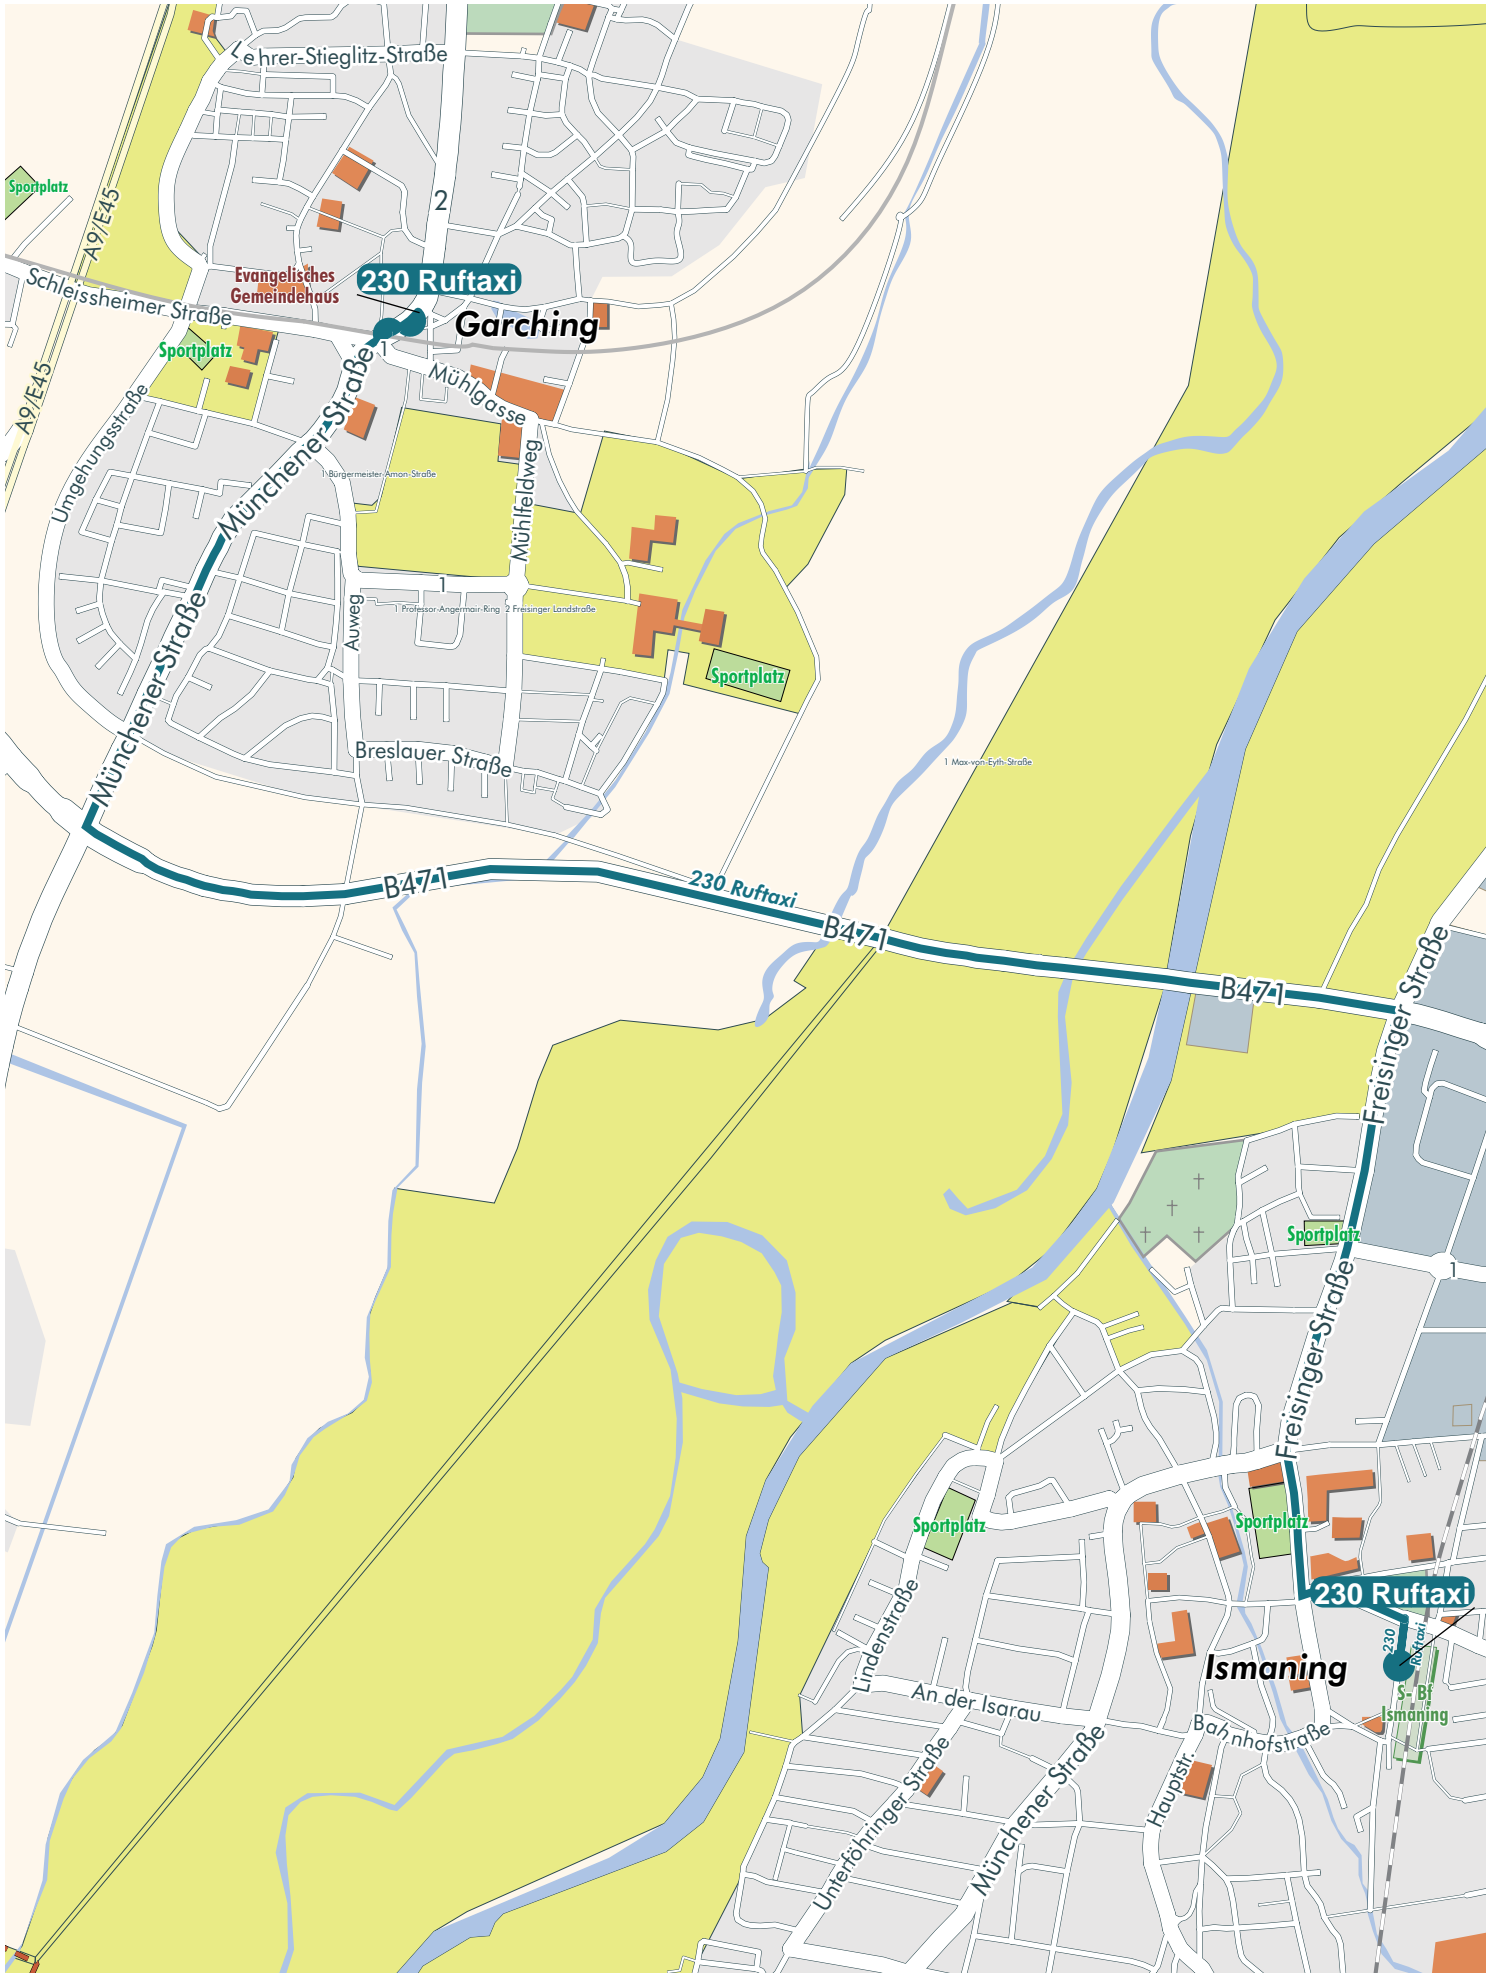 Lehrer-Stieglitz-Straße
Sportplatz
A9/E45
2
Evangelisches
Gemeindehaus
230 Ruftaxi
Schleissheimer Straße
Garching
Sportplatz
1
A9/E45
Münchener Straße
Mühlgasse
Umgehungsstraße
1 Bürgermeister-Amon-Straße
Mühlfeldweg
Münchener Straße
1
Auweg
1 Professor-Angermair-Ring 2 Freisinger Landstraße
Sportplatz
Münchener Straße
Breslauer Straße
1 Max-von-Eyth-Straße
B471
230 Ruftaxi
B471
B471
Freisinger Straße
Sportplatz
1
Freisinger Straße
Sportplatz
Sportplatz
230 Ruftaxi
Lindenstraße
230
Ruftaxi
Ismaning
S- Bf
Ismaning
An der Isarau
Bahnhofstraße
Unterföhringer Straße
Münchener Straße
Hauptstr.